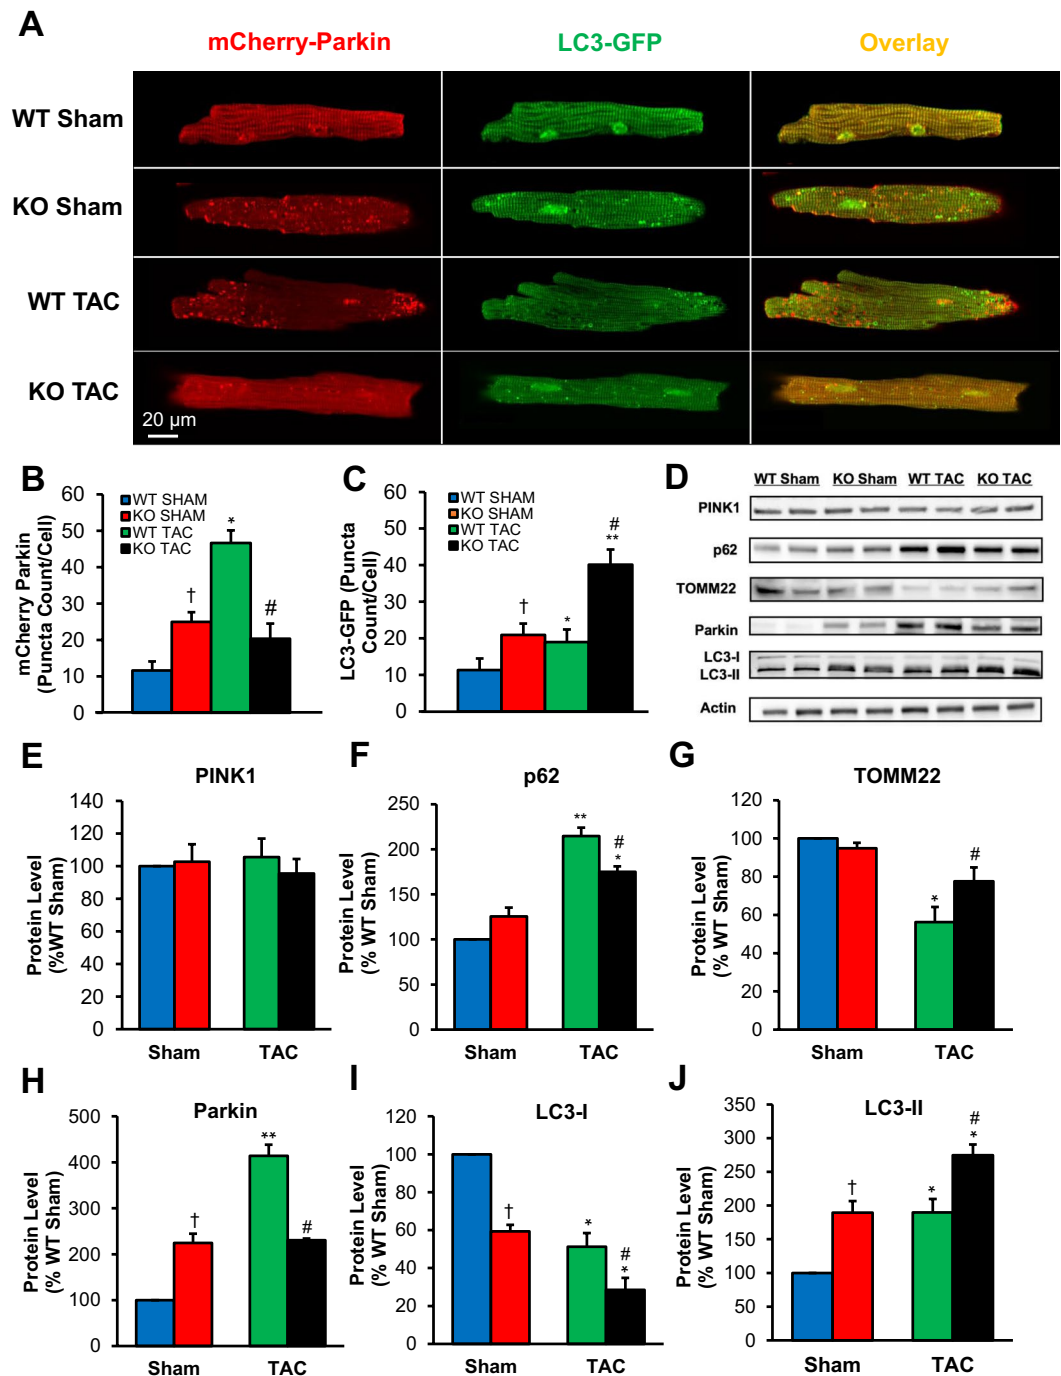 A
mCherry-Parkin LC3-GFP Overlay
WT Sham
KO Sham
WT TAC
KO TAC
20 µm
B
mCherry Parkin
(Puncta Count/Cell)
60
50
40
30
20
10
0
WT SHAM
KO SHAM
WT TAC
KO TAC
†
*
#
C
LC3-GFP (Puncta
Count/Cell)
60
50
40
30
20
10
0
WT SHAM
KO SHAM
WT TAC
KO TAC
†
*
#
**
D
WT Sham KO Sham WT TAC KO TAC
PINK1
p62
TOMM22
Parkin
LC3-I
LC3-II
Actin
E
PINK1
Protein Level
(%WT Sham)
140
120
100
80
60
40
20
0
Sham TAC
F
p62
Protein Level
(% WT Sham)
250
200
150
100
50
0
**
#
*
Sham TAC
G
TOMM22
Protein Level
(% WT Sham)
120
100
80
60
40
20
0
*
#
Sham TAC
H
Parkin
Protein Level
(% WT Sham)
500
400
300
200
100
0
†
**
#
Sham TAC
I
LC3-I
Protein Level
(% WT Sham)
120
100
80
60
40
20
0
†
*
#
*
Sham TAC
J
LC3-II
Protein Level
(% WT Sham)
350
300
250
200
150
100
50
0
†
*
#
*
Sham TAC